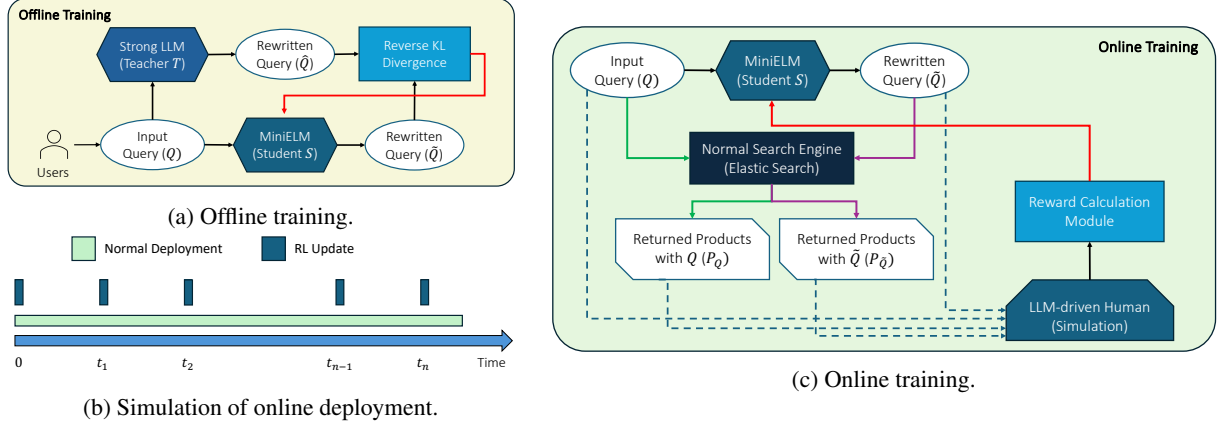 Offline Training
Strong LLM
(Teacher T)
Rewritten
Query (Q̂)
Reverse KL
Divergence
Users
Input
Query (Q)
MiniELM
(Student S)
Rewritten
Query (Q̃)
(a) Offline training.
Normal Deployment
RL Update
0
t₁
t₂
tₙ₋₁
tₙ
Time
(b) Simulation of online deployment.
Online Training
Input
Query (Q)
MiniELM
(Student S)
Rewritten
Query (Q̃)
Normal Search Engine
(Elastic Search)
Returned Products
with Q (P_Q)
Returned Products
with Q̃ (P_Q̃)
Reward Calculation
Module
LLM-driven Human
(Simulation)
(c) Online training.